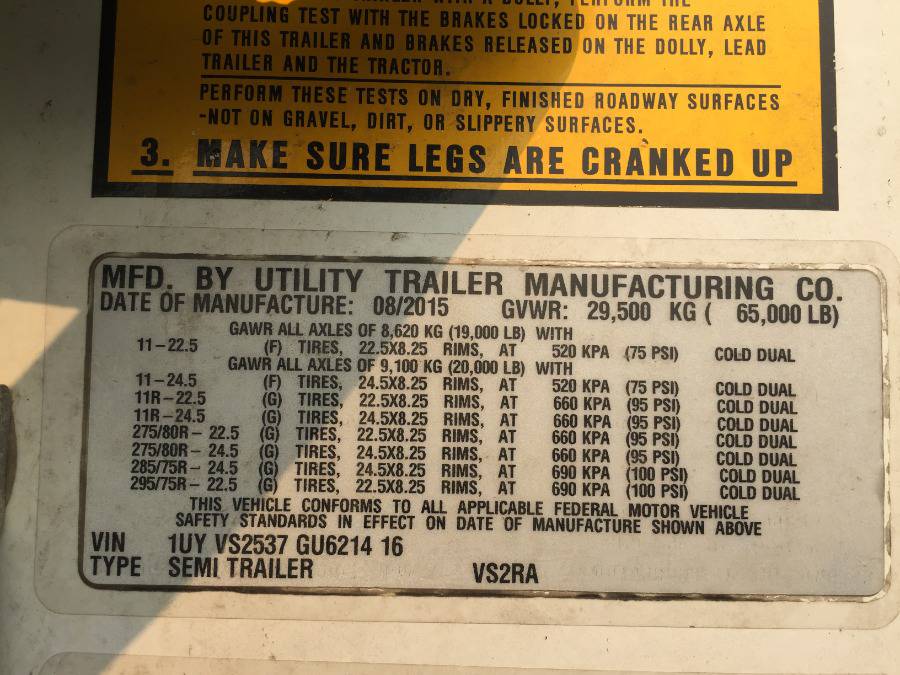 TRAILER WITH A DOLLY, PERFORM THE
COUPLING TEST WITH THE BRAKES LOCKED ON THE REAR AXLE
OF THIS TRAILER AND BRAKES RELEASED ON THE DOLLY, LEAD
TRAILER AND THE TRACTOR.
PERFORM THESE TESTS ON DRY, FINISHED ROADWAY SURFACES
-NOT ON GRAVEL, DIRT, OR SLIPPERY SURFACES.
3. MAKE SURE LEGS ARE CRANKED UP
MFD. BY UTILITY TRAILER MANUFACTURING CO.
DATE OF MANUFACTURE: 08/2015 GVWR: 29,500 KG ( 65,000 LB)
GAWR ALL AXLES OF 8,620 KG (19,000 LB) WITH
11-22.5 (F) TIRES, 22.5X8.25 RIMS, AT 520 KPA (75 PSI) COLD DUAL
GAWR ALL AXLES OF 9,100 KG (20,000 LB) WITH
11-24.5 (F) TIRES, 24.5X8.25 RIMS, AT 520 KPA (75 PSI) COLD DUAL
11R-22.5 (G) TIRES, 22.5X8.25 RIMS, AT 660 KPA (95 PSI) COLD DUAL
11R-24.5 (G) TIRES, 24.5X8.25 RIMS, AT 660 KPA (95 PSI) COLD DUAL
275/80R- 22.5 (G) TIRES, 22.5X8.25 RIMS, AT 660 KPA (95 PSI) COLD DUAL
275/80R- 24.5 (G) TIRES, 24.5X8.25 RIMS, AT 660 KPA (95 PSI) COLD DUAL
285/75R- 24.5 (G) TIRES, 24.5X8.25 RIMS, AT 690 KPA (100 PSI) COLD DUAL
295/75R- 22.5 (G) TIRES, 22.5X8.25 RIMS, AT 690 KPA (100 PSI) COLD DUAL
THIS VEHICLE CONFORMS TO ALL APPLICABLE FEDERAL MOTOR VEHICLE
SAFETY STANDARDS IN EFFECT ON DATE OF MANUFACTURE SHOWN ABOVE
VIN 1UY VS2537 GU6214 16
TYPE SEMI TRAILER VS2RA